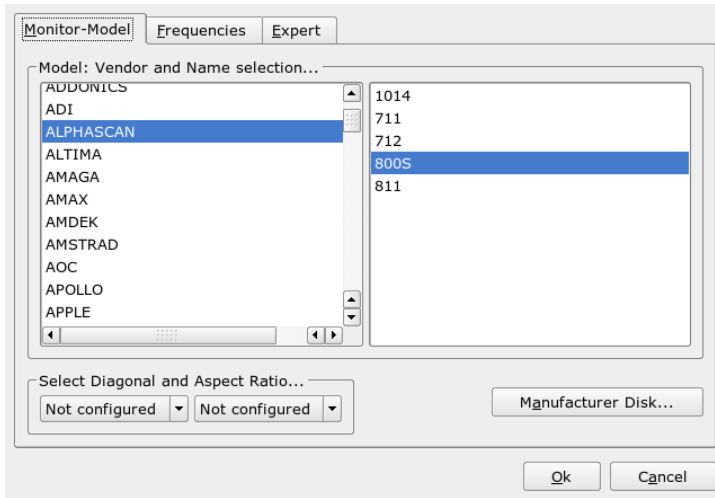 Monitor-Model Frequencies Expert
Model: Vendor and Name selection...
ADDONICS
ADI
ALPHASCAN
ALTIMA
AMAGA
AMAX
AMDEK
AMSTRAD
AOC
APOLLO
APPLE
1014
711
712
800S
811
Select Diagonal and Aspect Ratio...
Not configured Not configured
Manufacturer Disk...
Ok Cancel